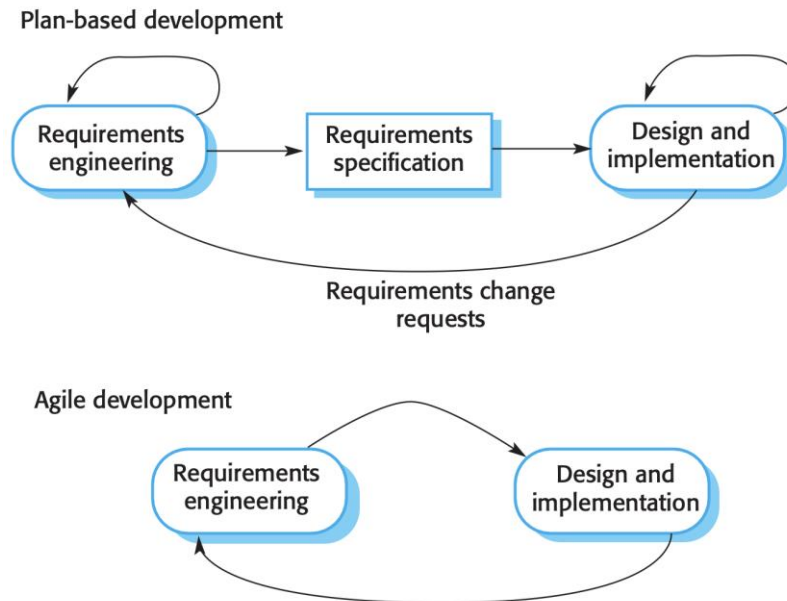 Plan-based development
Requirements
engineering
Requirements
specification
Design and
implementation
Requirements change
requests
Agile development
Requirements
engineering
Design and
implementation